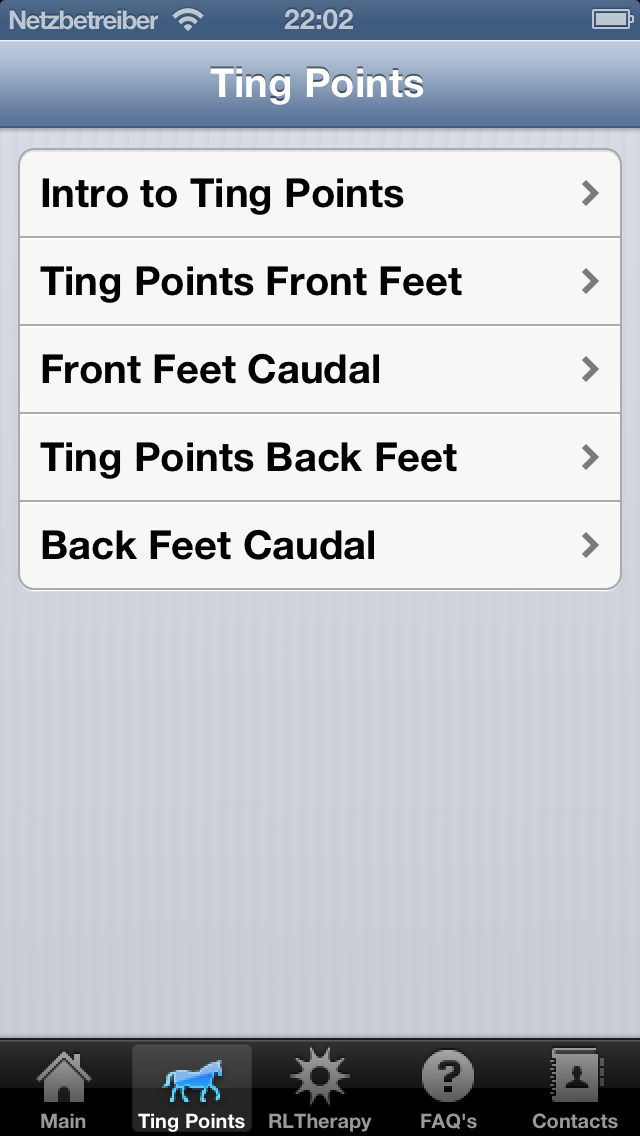 Netzbetreiber 22:02
Ting Points
Intro to Ting Points
Ting Points Front Feet
Front Feet Caudal
Ting Points Back Feet
Back Feet Caudal
?
Main Ting Points RLTherapy FAQ's Contacts